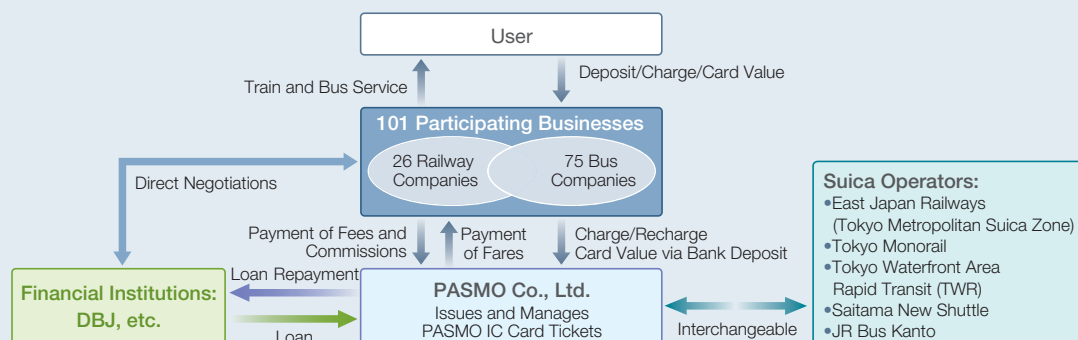 User
Train and Bus Service
Deposit/Charge/Card Value
101 Participating Businesses
26 Railway
Companies
75 Bus
Companies
Direct Negotiations
Payment of Fees and
Commissions
Payment
of Fares
Charge/Recharge
Card Value via Bank Deposit
Suica Operators:
•East Japan Railways
(Tokyo Metropolitan Suica Zone)
•Tokyo Monorail
•Tokyo Waterfront Area
Rapid Transit (TWR)
•Saitama New Shuttle
•JR Bus Kanto
Financial Institutions:
DBJ, etc.
Loan Repayment
Loan
PASMO Co., Ltd.
Issues and Manages
PASMO IC Card Tickets
Interchangeable